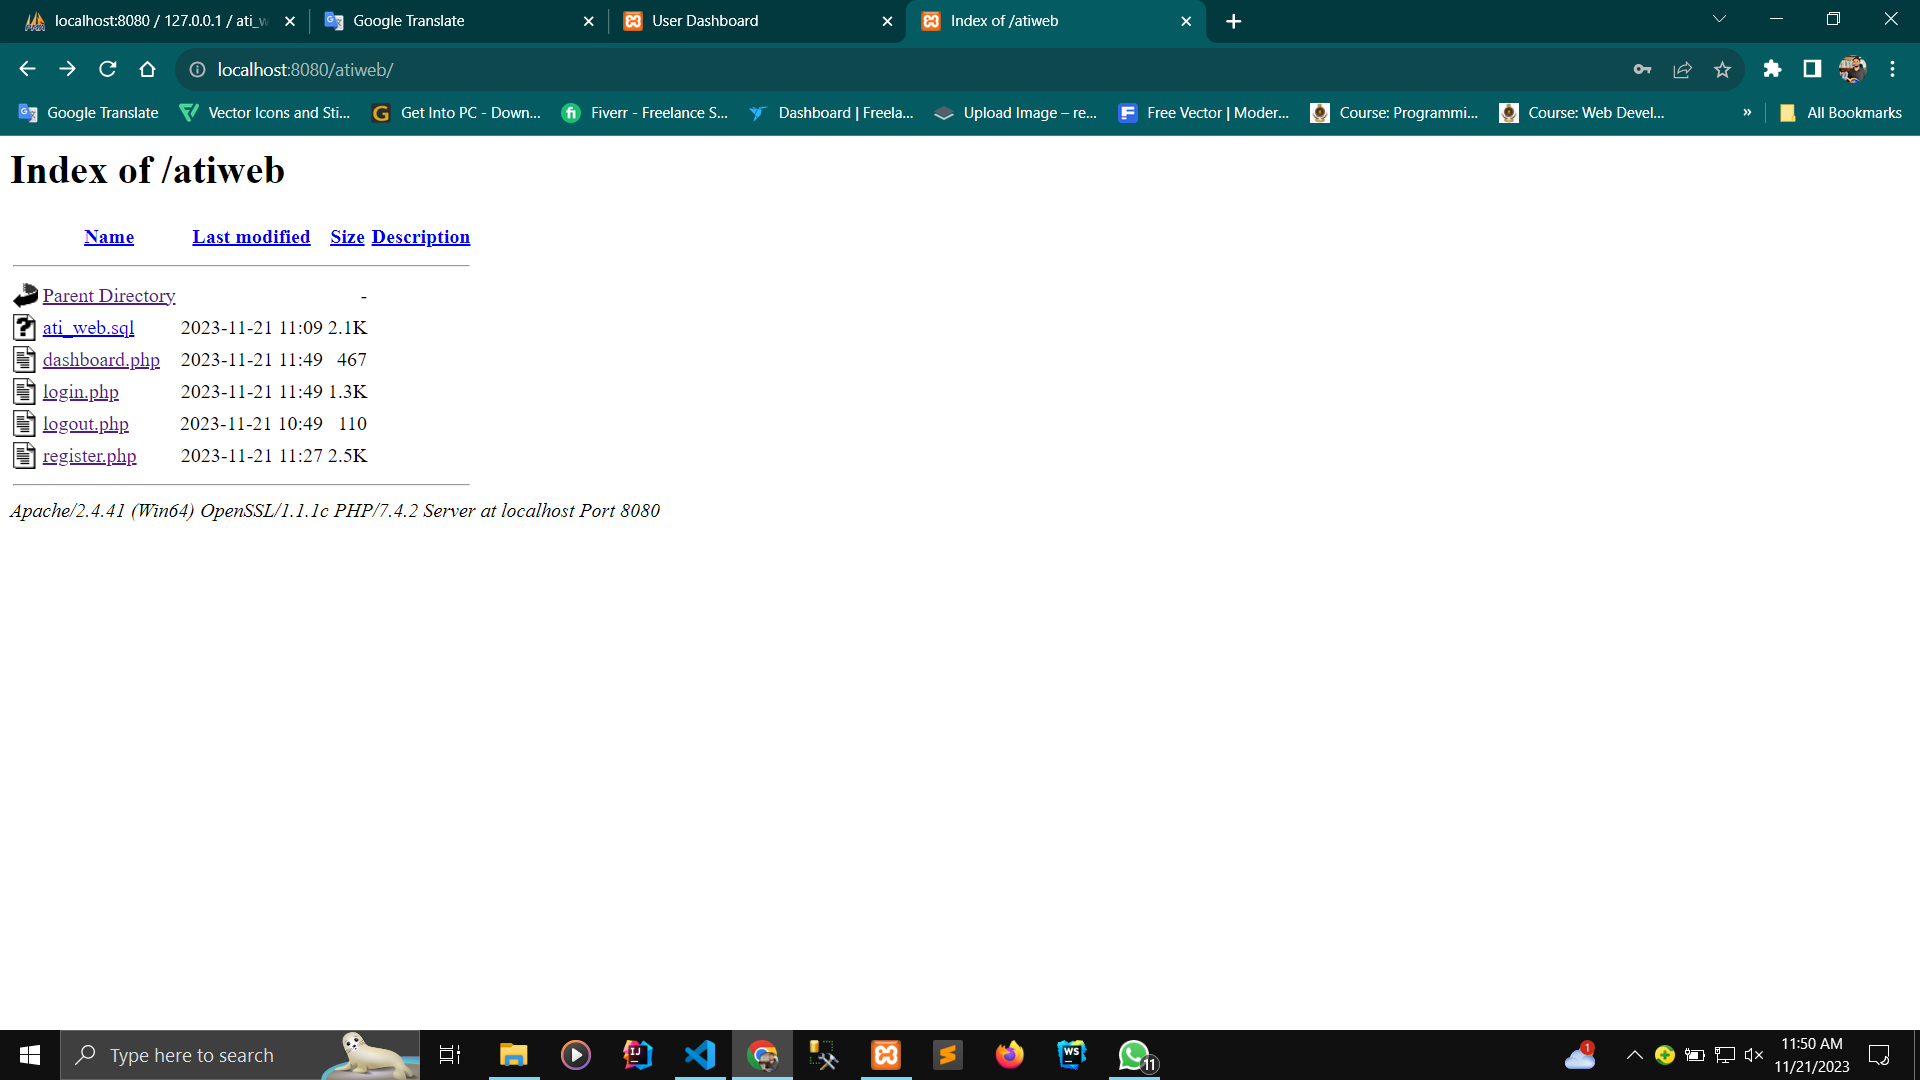 localhost:8080 / 127.0.0.1 / ati_w
Google Translate
User Dashboard
Index of /atiweb
localhost:8080/atiweb/
Google Translate
Vector Icons and Sti...
Get Into PC - Down...
Fiverr - Freelance S...
Dashboard | Freela...
Upload Image – re...
Free Vector | Moder...
Course: Programmi...
Course: Web Devel...
»
All Bookmarks
Index of /atiweb
Name Last modified Size Description
Parent Directory -
ati_web.sql 2023-11-21 11:09 2.1K
dashboard.php 2023-11-21 11:49 467
login.php 2023-11-21 11:49 1.3K
logout.php 2023-11-21 10:49 110
register.php 2023-11-21 11:27 2.5K
Apache/2.4.41 (Win64) OpenSSL/1.1.1c PHP/7.4.2 Server at localhost Port 8080
Type here to search
11
1
11:50 AM
11/21/2023